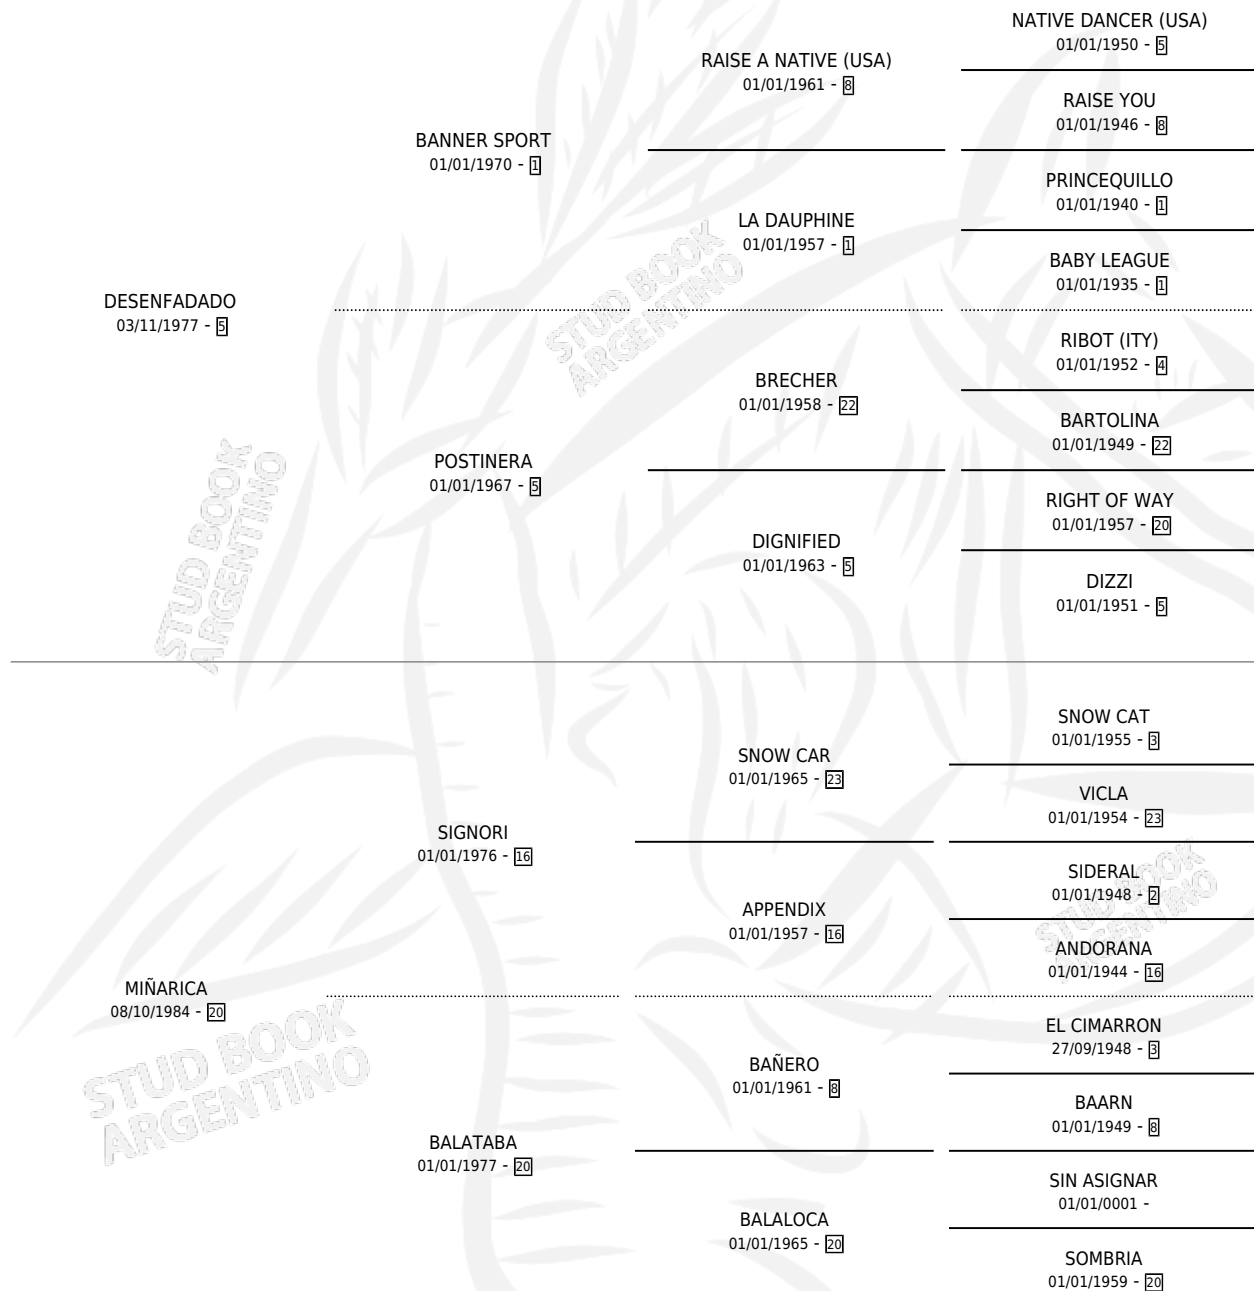 NATIVE DANCER (USA)
01/01/1950 - 5
RAISE A NATIVE (USA)
01/01/1961 - 8
RAISE YOU
01/01/1946 - 8
BANNER SPORT
01/01/1970 - 1
PRINCEQUILLO
01/01/1940 - 1
LA DAUPHINE
01/01/1957 - 1
BABY LEAGUE
01/01/1935 - 1
DESENFADADO
03/11/1977 - 5
RIBOT (ITY)
01/01/1952 - 4
BRECHER
01/01/1958 - 22
BARTOLINA
01/01/1949 - 22
POSTINERA
01/01/1967 - 5
RIGHT OF WAY
01/01/1957 - 20
DIGNIFIED
01/01/1963 - 5
DIZZI
01/01/1951 - 5
SNOW CAT
01/01/1955 - 3
SNOW CAR
01/01/1965 - 23
VICLA
01/01/1954 - 23
SIGNORI
01/01/1976 - 16
SIDERAL
01/01/1948 - 2
APPENDIX
01/01/1957 - 16
ANDORANA
01/01/1944 - 16
MIÑARICA
08/10/1984 - 20
EL CIMARRON
27/09/1948 - 3
BAÑERO
01/01/1961 - 8
BAARN
01/01/1949 - 8
BALATABA
01/01/1977 - 20
SIN ASIGNAR
01/01/0001 -
BALALOCA
01/01/1965 - 20
SOMBRIA
01/01/1959 - 20
STUD BOOK
ARGENTINO
STUD BOOK
ARGENTINO
STUD BOOK
ARGENTINO
STUD BOOK
ARGENTINO